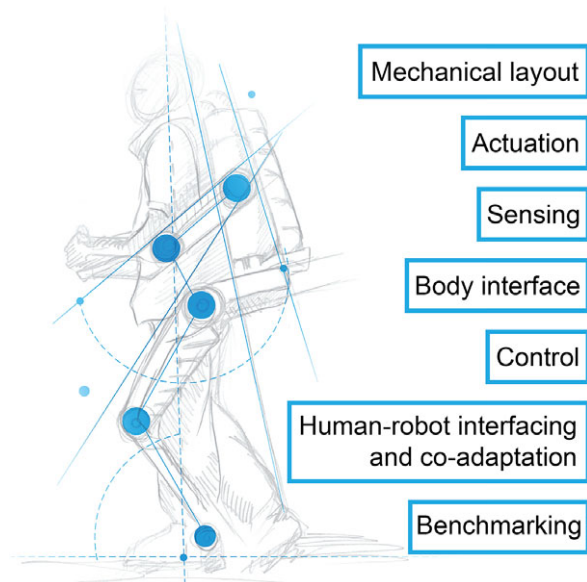 Mechanical layout
Actuation
Sensing
Body interface
Control
Human-robot interfacing
and co-adaptation
Benchmarking